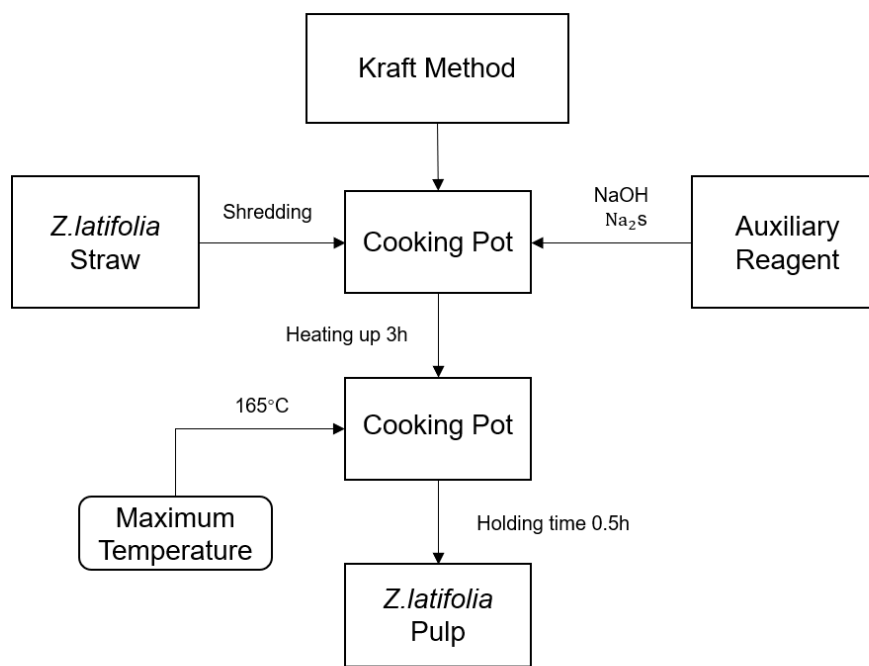 Kraft Method
Z.latifolia
Straw
Shredding
Cooking Pot
NaOH
Na₂s
Auxiliary
Reagent
Heating up 3h
165°C
Cooking Pot
Maximum
Temperature
Holding time 0.5h
Z.latifolia
Pulp